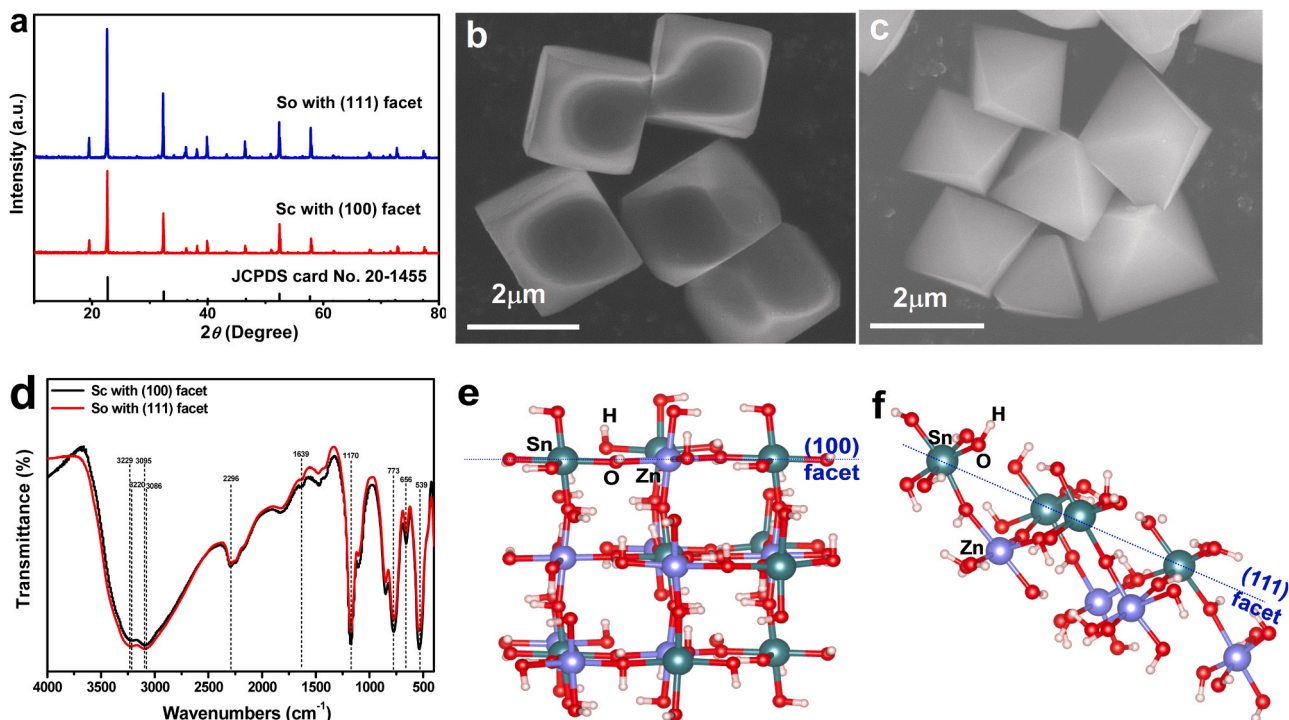 a
Intensity (a.u.)
So with (111) facet
Sc with (100) facet
JCPDS card No. 20-1455
20
40
60
80
2θ (Degree)
b
2μm
c
2μm
d
Transmittance (%)
Sc with (100) facet
So with (111) facet
3229
3095
3220
3086
2296
1639
1170
773
656
539
4000
3500
3000
2500
2000
1500
1000
500
Wavenumbers (cm⁻¹)
e
H
Sn
O
Zn
(100)
facet
f
H
Sn
O
Zn
(111)
facet